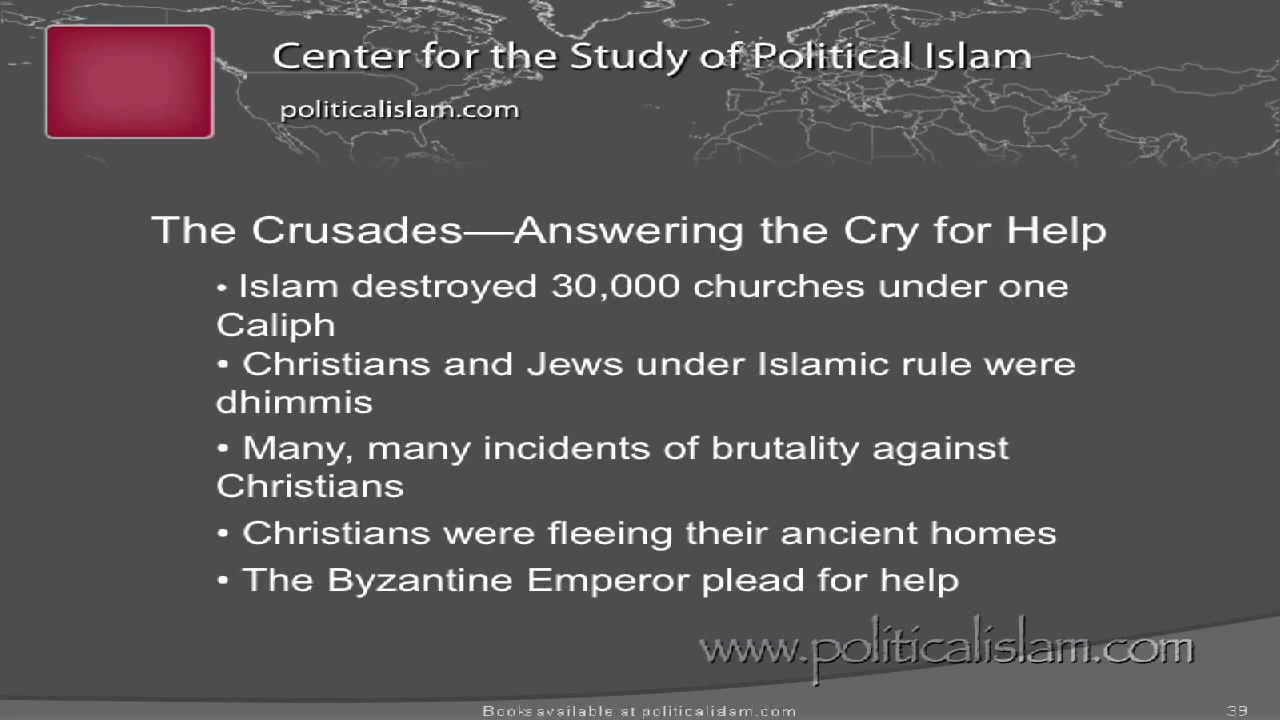 Center for the Study of Political Islam
politicalislam.com
The Crusades—Answering the Cry for Help
• Islam destroyed 30,000 churches under one
Caliph
• Christians and Jews under Islamic rule were
dhimmis
• Many, many incidents of brutality against
Christians
• Christians were fleeing their ancient homes
• The Byzantine Emperor plead for help
www.politicalislam.com
Books available at politicalislam.com
39